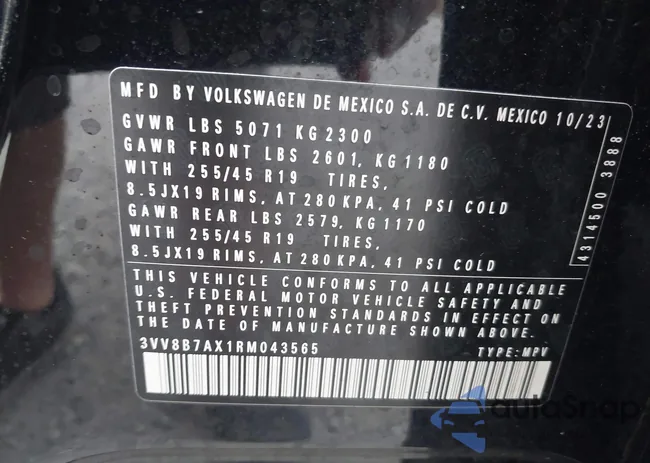 MFD BY VOLKSWAGEN DE MEXICO S.A. DE C.V. MEXICO 10/23
GVWR LBS 5071 KG 2300
GAWR FRONT LBS 2601, KG 1180
WITH 255/45 R19 TIRES,
8.5JX19 RIMS, AT 280 KPA, 41 PSI COLD
GAWR REAR LBS 2579, KG 1170
WITH 255/45 R19 TIRES,
8.5JX19 RIMS, AT 280 KPA, 41 PSI COLD
4314500 3888
THIS VEHICLE CONFORMS TO ALL APPLICABLE
U.S. FEDERAL MOTOR VEHICLE SAFETY AND
THEFT PREVENTION STANDARDS IN EFFECT ON
THE DATE OF MANUFACTURE SHOWN ABOVE.
3VV8B7AX1RM043565 TYPE: MPV
autoSnap